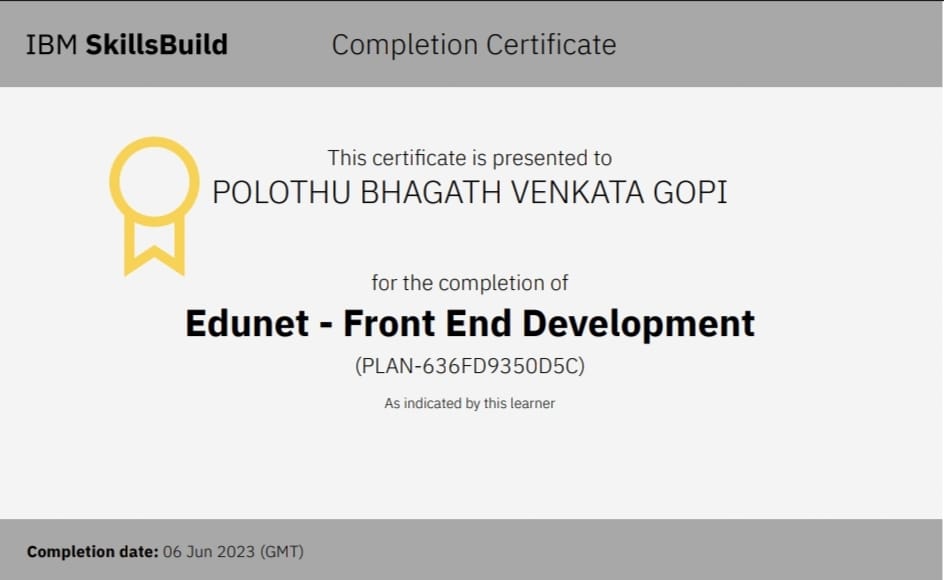 IBM SkillsBuild
Completion Certificate
This certificate is presented to
POLOTHU BHAGATH VENKATA GOPI
for the completion of
Edunet - Front End Development
(PLAN-636FD9350D5C)
As indicated by this learner
Completion date: 06 Jun 2023 (GMT)